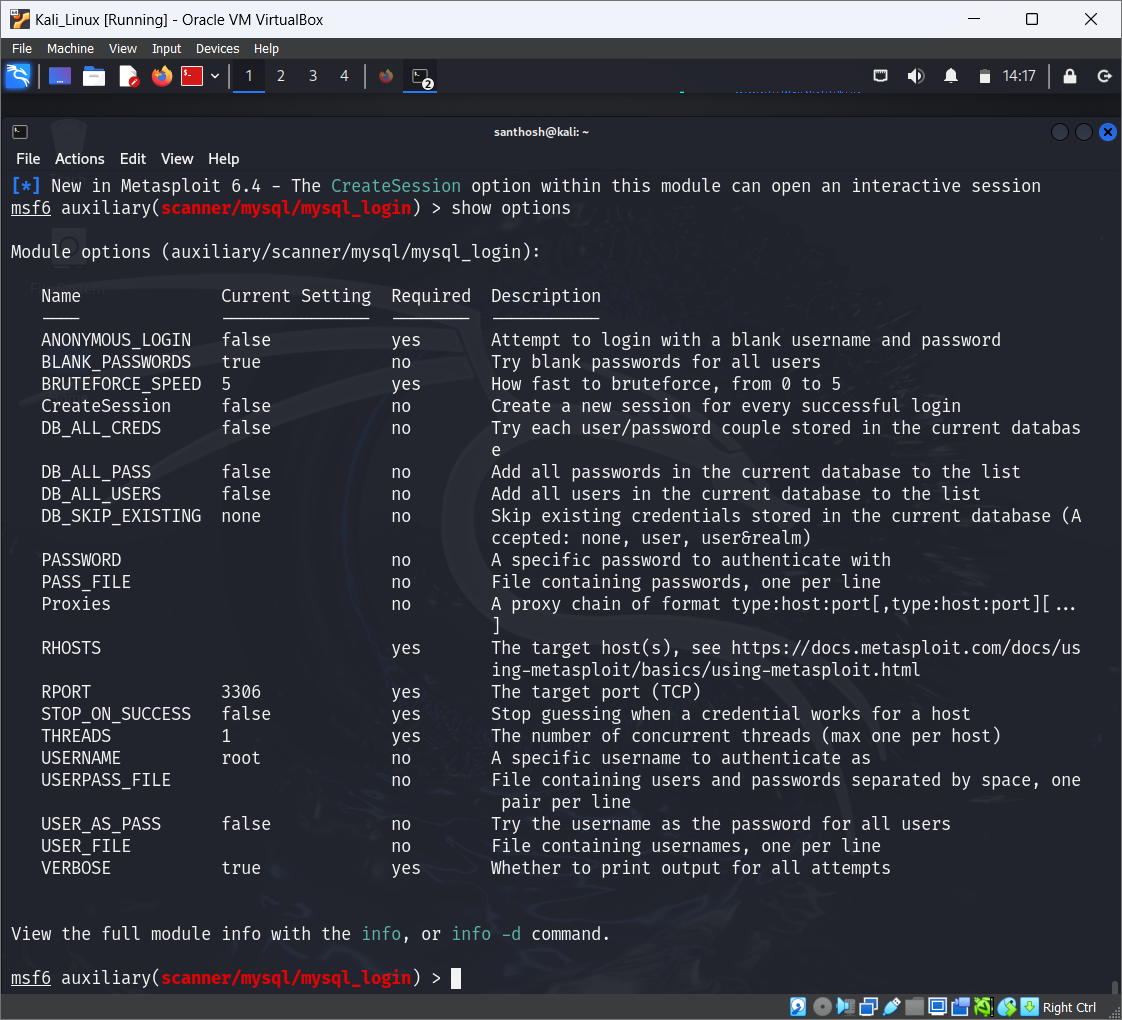 Kali_Linux [Running] - Oracle VM VirtualBox
File Machine View Input Devices Help
1 2 3 4 2 14:17
santhosh@kali: ~
File Actions Edit View Help
[*] New in Metasploit 6.4 - The CreateSession option within this module can open an interactive session
msf6 auxiliary(scanner/mysql/mysql_login) > show options
Module options (auxiliary/scanner/mysql/mysql_login):
Name Current Setting Required Description
---- --------------- -------- -----------
ANONYMOUS_LOGIN false yes Attempt to login with a blank username and password
BLANK_PASSWORDS true no Try blank passwords for all users
BRUTEFORCE_SPEED 5 yes How fast to bruteforce, from 0 to 5
CreateSession false no Create a new session for every successful login
DB_ALL_CREDS false no Try each user/password couple stored in the current databas
e
DB_ALL_PASS false no Add all passwords in the current database to the list
DB_ALL_USERS false no Add all users in the current database to the list
DB_SKIP_EXISTING none no Skip existing credentials stored in the current database (A
ccepted: none, user, user&realm)
PASSWORD no A specific password to authenticate with
PASS_FILE no File containing passwords, one per line
Proxies no A proxy chain of format type:host:port[,type:host:port][...
]
RHOSTS yes The target host(s), see https://docs.metasploit.com/docs/us
ing-metasploit/basics/using-metasploit.html
RPORT 3306 yes The target port (TCP)
STOP_ON_SUCCESS false yes Stop guessing when a credential works for a host
THREADS 1 yes The number of concurrent threads (max one per host)
USERNAME root no A specific username to authenticate as
USERPASS_FILE no File containing users and passwords separated by space, one
pair per line
USER_AS_PASS false no Try the username as the password for all users
USER_FILE no File containing usernames, one per line
VERBOSE true yes Whether to print output for all attempts
View the full module info with the info, or info -d command.
msf6 auxiliary(scanner/mysql/mysql_login) >
Right Ctrl